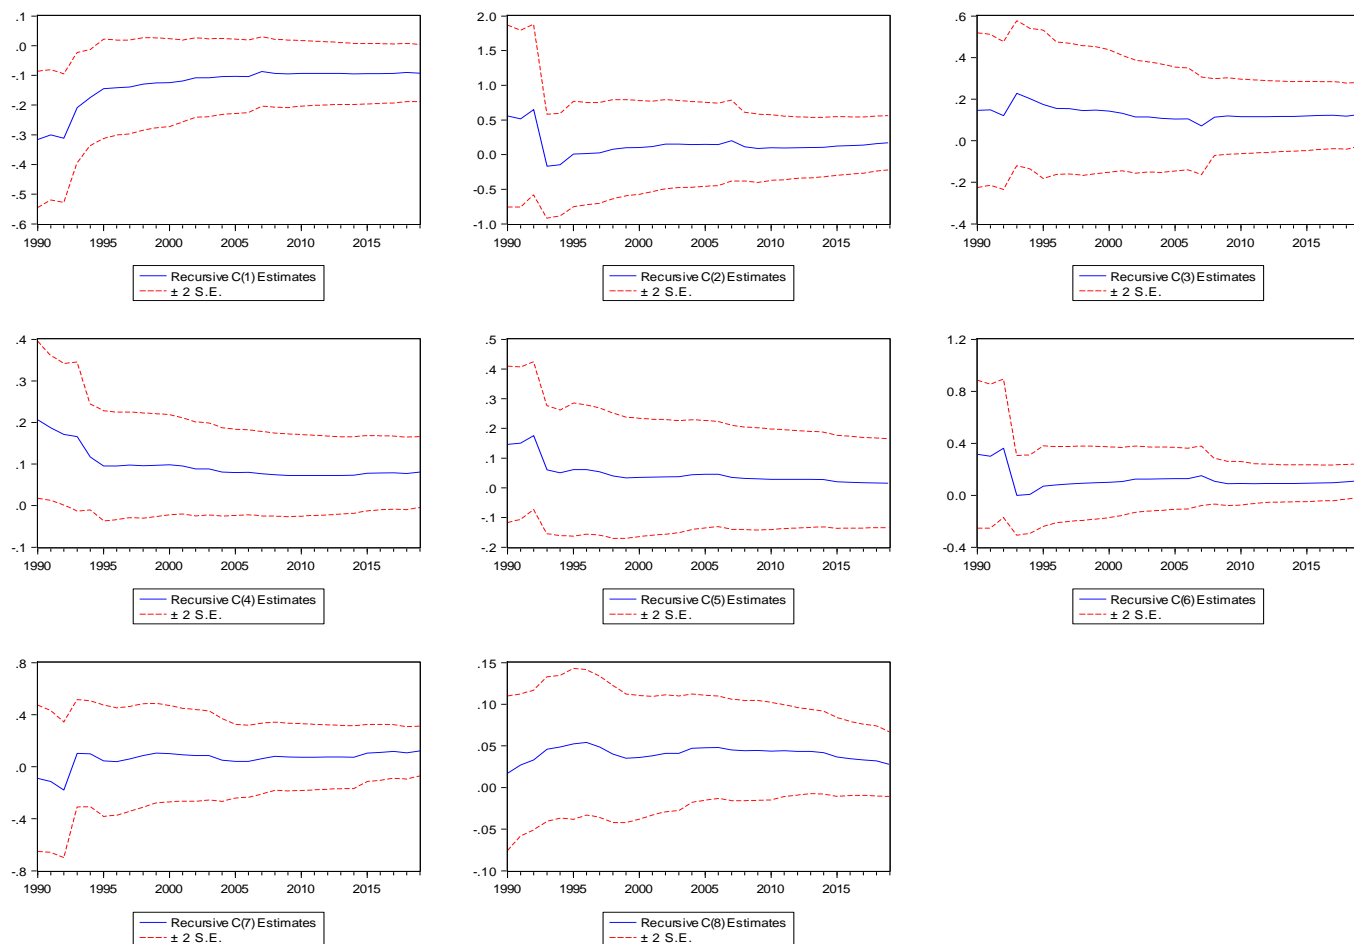 .1
.0
-.1
-.2
-.3
-.4
-.5
-.6
1990 1995 2000 2005 2010 2015
Recursive C(1) Estimates
± 2 S.E.
2.0
1.5
1.0
0.5
0.0
-0.5
-1.0
1990 1995 2000 2005 2010 2015
Recursive C(2) Estimates
± 2 S.E.
.6
.4
.2
.0
-.2
-.4
1990 1995 2000 2005 2010 2015
Recursive C(3) Estimates
± 2 S.E.
.4
.3
.2
.1
.0
-.1
1990 1995 2000 2005 2010 2015
Recursive C(4) Estimates
± 2 S.E.
.5
.4
.3
.2
.1
.0
-.1
-.2
1990 1995 2000 2005 2010 2015
Recursive C(5) Estimates
± 2 S.E.
1.2
0.8
0.4
0.0
-0.4
1990 1995 2000 2005 2010 2015
Recursive C(6) Estimates
± 2 S.E.
.8
.4
.0
-.4
-.8
1990 1995 2000 2005 2010 2015
Recursive C(7) Estimates
± 2 S.E.
.15
.10
.05
.00
-.05
-.10
1990 1995 2000 2005 2010 2015
Recursive C(8) Estimates
± 2 S.E.